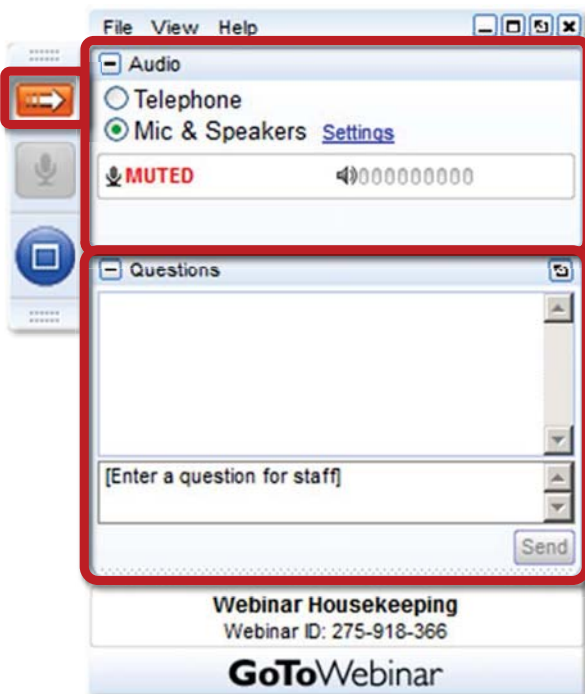 File View Help
Audio
Telephone
Mic & Speakers Settings
MUTED
Questions
[Enter a question for staff]
Send
Webinar Housekeeping
Webinar ID: 275-918-366
GoToWebinar